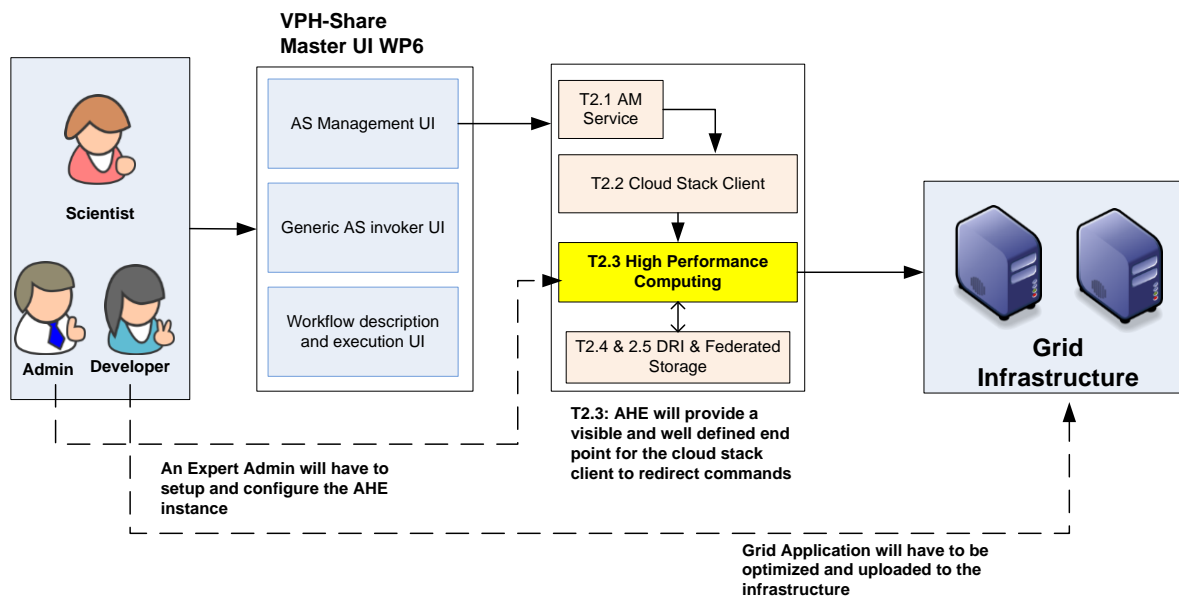 VPH-Share
Master UI WP6
Scientist
Admin
Developer
AS Management UI
Generic AS invoker UI
Workflow description
and execution UI
T2.1 AM
Service
T2.2 Cloud Stack Client
T2.3 High Performance
Computing
T2.4 & 2.5 DRI & Federated
Storage
Grid
Infrastructure
T2.3: AHE will provide a
visible and well defined end
point for the cloud stack
client to redirect commands
An Expert Admin will have to
setup and configure the AHE
instance
Grid Application will have to be
optimized and uploaded to the
infrastructure